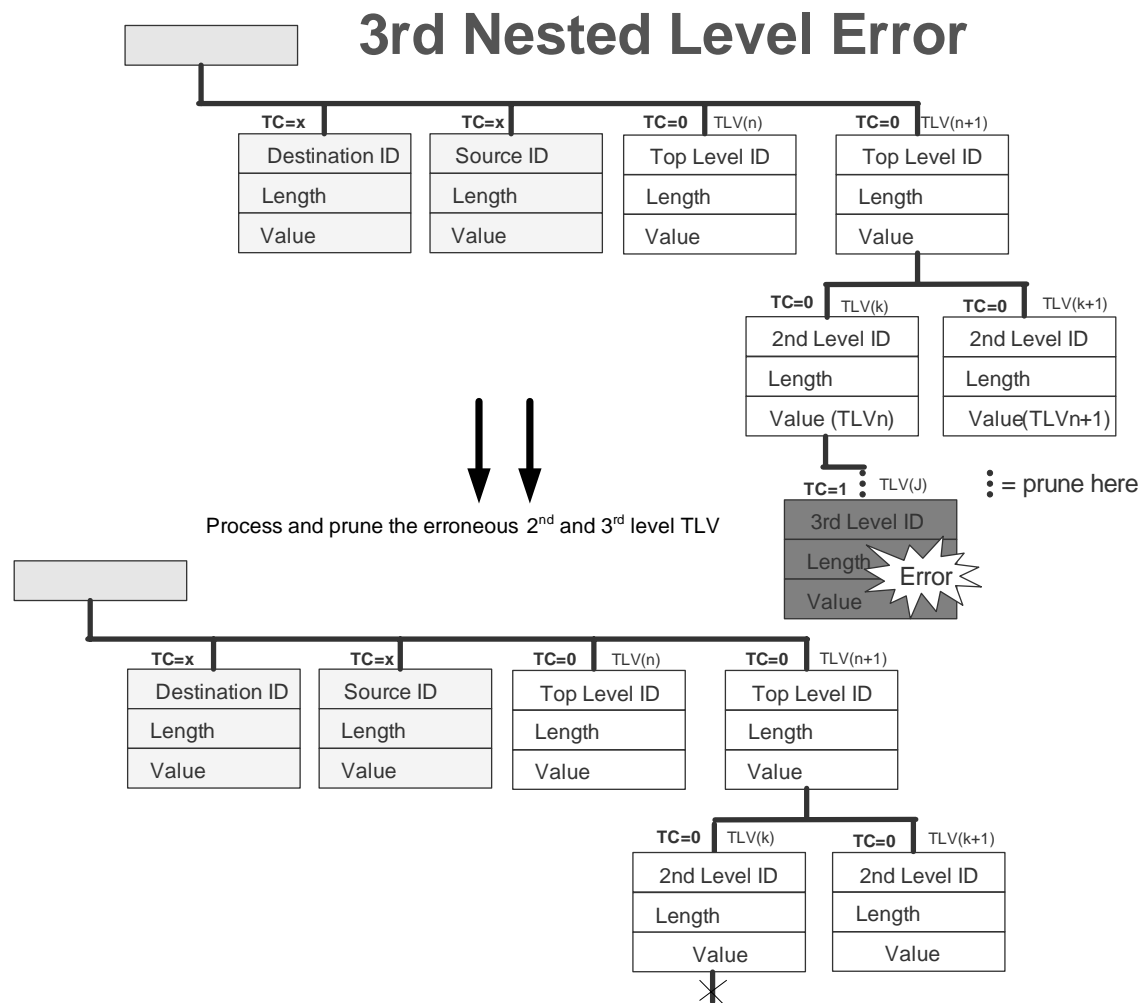 3rd Nested Level Error
TC=x
TC=x
TC=0 TLV(n)
TC=0 TLV(n+1)
Destination ID
Length
Value
Source ID
Length
Value
Top Level ID
Length
Value
Top Level ID
Length
Value
TC=0 TLV(k)
TC=0 TLV(k+1)
2nd Level ID
Length
Value (TLVn)
2nd Level ID
Length
Value(TLVn+1)
TC=1 TLV(J)
= prune here
3rd Level ID
Length
Value
Error
Process and prune the erroneous 2nd and 3rd level TLV
TC=x
TC=x
TC=0 TLV(n)
TC=0 TLV(n+1)
Destination ID
Length
Value
Source ID
Length
Value
Top Level ID
Length
Value
Top Level ID
Length
Value
TC=0 TLV(k)
TC=0 TLV(k+1)
2nd Level ID
Length
Value
2nd Level ID
Length
Value